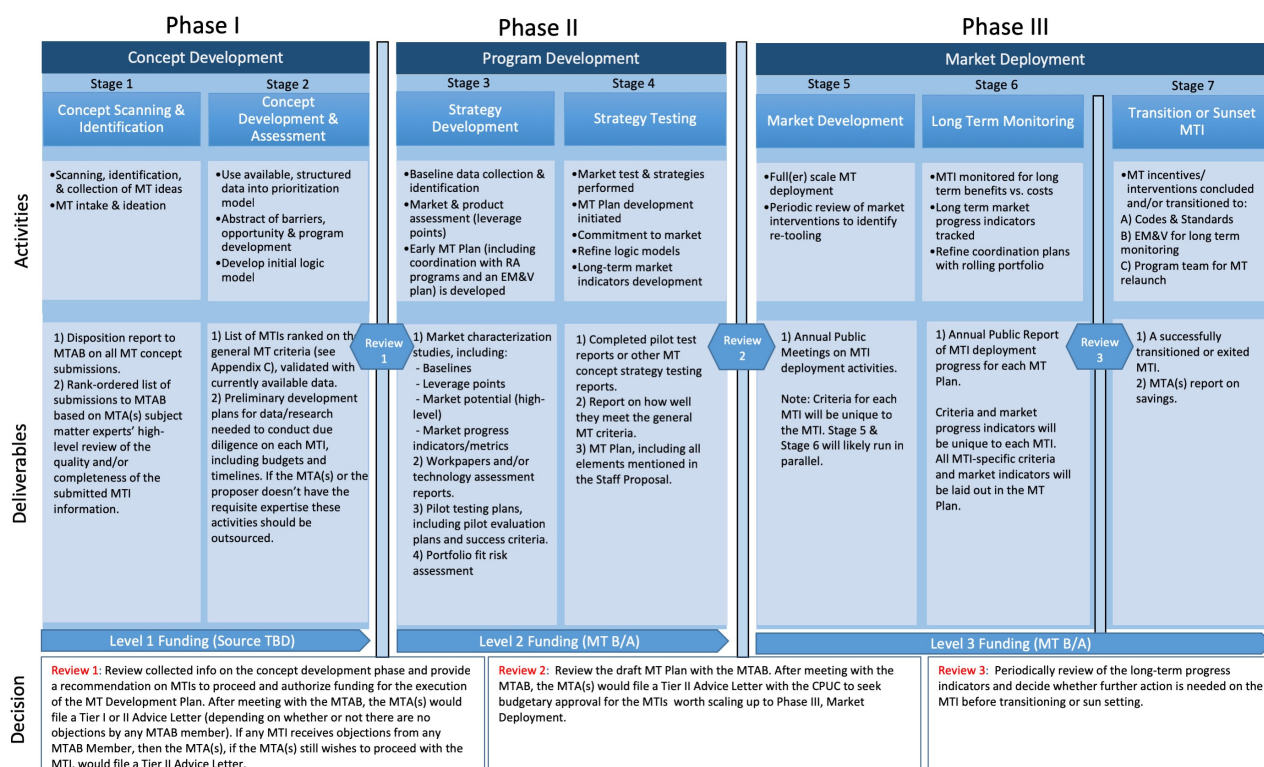 Phase I
Phase II
Phase III
Concept Development
Program Development
Market Deployment
Stage 1
Stage 2
Stage 3
Stage 4
Stage 5
Stage 6
Stage 7
Concept Scanning &
Identification
Concept
Development &
Assessment
Strategy
Development
Strategy Testing
Market Development
Long Term Monitoring
Transition or Sunset
MTI
Activities
•Scanning, identification,
& collection of MT ideas
•MT intake & ideation
•Use available, structured
data into prioritization
model
•Abstract of barriers,
opportunity & program
development
•Develop initial logic
model
•Baseline data collection &
identification
•Market & product
assessment (leverage
points)
•Early MT Plan (including
coordination with RA
programs and an EM&V
plan) is developed
•Market test & strategies
performed
•MT Plan development
initiated
•Commitment to market
•Refine logic models
•Long-term market
indicators development
•Full(er) scale MT
deployment
•Periodic review of market
interventions to identify
re-tooling
•MTI monitored for long
term benefits vs. costs
•Long term market
progress indicators
tracked
•Refine coordination plans
with rolling portfolio
•MT incentives/
interventions concluded
and/or transitioned to:
A) Codes & Standards
B) EM&V for long term
monitoring
C) Program team for MT
relaunch
Deliverables
1) Disposition report to
MTAB on all MT concept
submissions.
2) Rank-ordered list of
submissions to MTAB
based on MTA(s) subject
matter experts' high-
level review of the
quality and/or
completeness of the
submitted MTI
information.
1) List of MTIs ranked on the
general MT criteria (see
Appendix C), validated with
currently available data.
2) Preliminary development
plans for data/research
needed to conduct due
diligence on each MTI,
including budgets and
timelines. If the MTA(s) or the
proposer doesn't have the
requisite expertise these
activities should be
outsourced.
Review
1
1) Market characterization
studies, including:
- Baselines
- Leverage points
- Market potential (high-
level)
- Market progress
indicators/metrics
2) Workpapers and/or
technology assessment
reports.
3) Pilot testing plans,
including pilot evaluation
plans and success criteria.
4) Portfolio fit risk
assessment
1) Completed pilot test
reports or other MT
concept strategy testing
reports.
2) Report on how well
they meet the general
MT criteria.
3) MT Plan, including all
elements mentioned in
the Staff Proposal.
Review
2
1) Annual Public
Meetings on MTI
deployment activities.
Note: Criteria for each
MTI will be unique to
the MTI. Stage 5 &
Stage 6 will likely run in
parallel.
1) Annual Public Report
of MTI deployment
progress for each MT
Plan.
Criteria and market
progress indicators will
be unique to each MTI.
All MTI-specific criteria
and market indicators will
be laid out in the MT
Plan.
Review
3
1) A successfully
transitioned or exited
MTI.
2) MTA(s) report on
savings.
Level 1 Funding (Source TBD)
Level 2 Funding (MT B/A)
Level 3 Funding (MT B/A)
Decision
Review 1: Review collected info on the concept development phase and provide
a recommendation on MTIs to proceed and authorize funding for the execution
of the MT Development Plan. After meeting with the MTAB, the MTA(s) would
file a Tier I or II Advice Letter (depending on whether or not there are no
objections by any MTAB member). If any MTI receives objections from any
MTAB Member, then the MTA(s), if the MTA(s) still wishes to proceed with the
MTI, would file a Tier II Advice Letter.
Review 2: Review the draft MT Plan with the MTAB. After meeting with the
MTAB, the MTA(s) would file a Tier II Advice Letter with the CPUC to seek
budgetary approval for the MTIs worth scaling up to Phase III, Market
Deployment.
Review 3: Periodically review of the long-term progress
indicators and decide whether further action is needed on the
MTI before transitioning or sun setting.